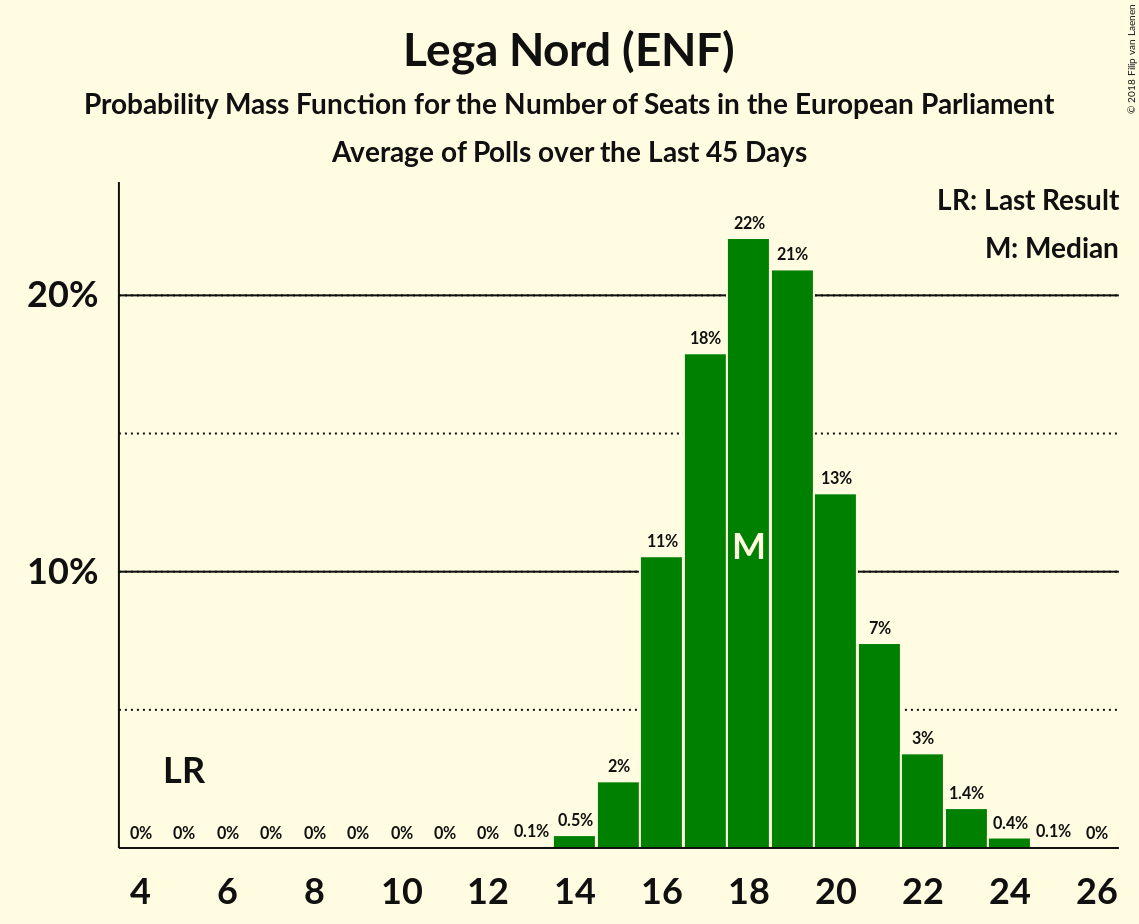 Lega Nord (ENF)
Probability Mass Function for the Number of Seats in the European Parliament
Average of Polls over the Last 45 Days
© 2018 Filip van Laenen
LR: Last Result
M: Median
20%
10%
22%
21%
18%
13%
11%
M
7%
3%
LR
2%
1.4%
0% 0% 0% 0% 0% 0% 0% 0% 0% 0.1% 0.5% 0.4% 0.1% 0%
4 6 8 10 12 14 16 18 20 22 24 26